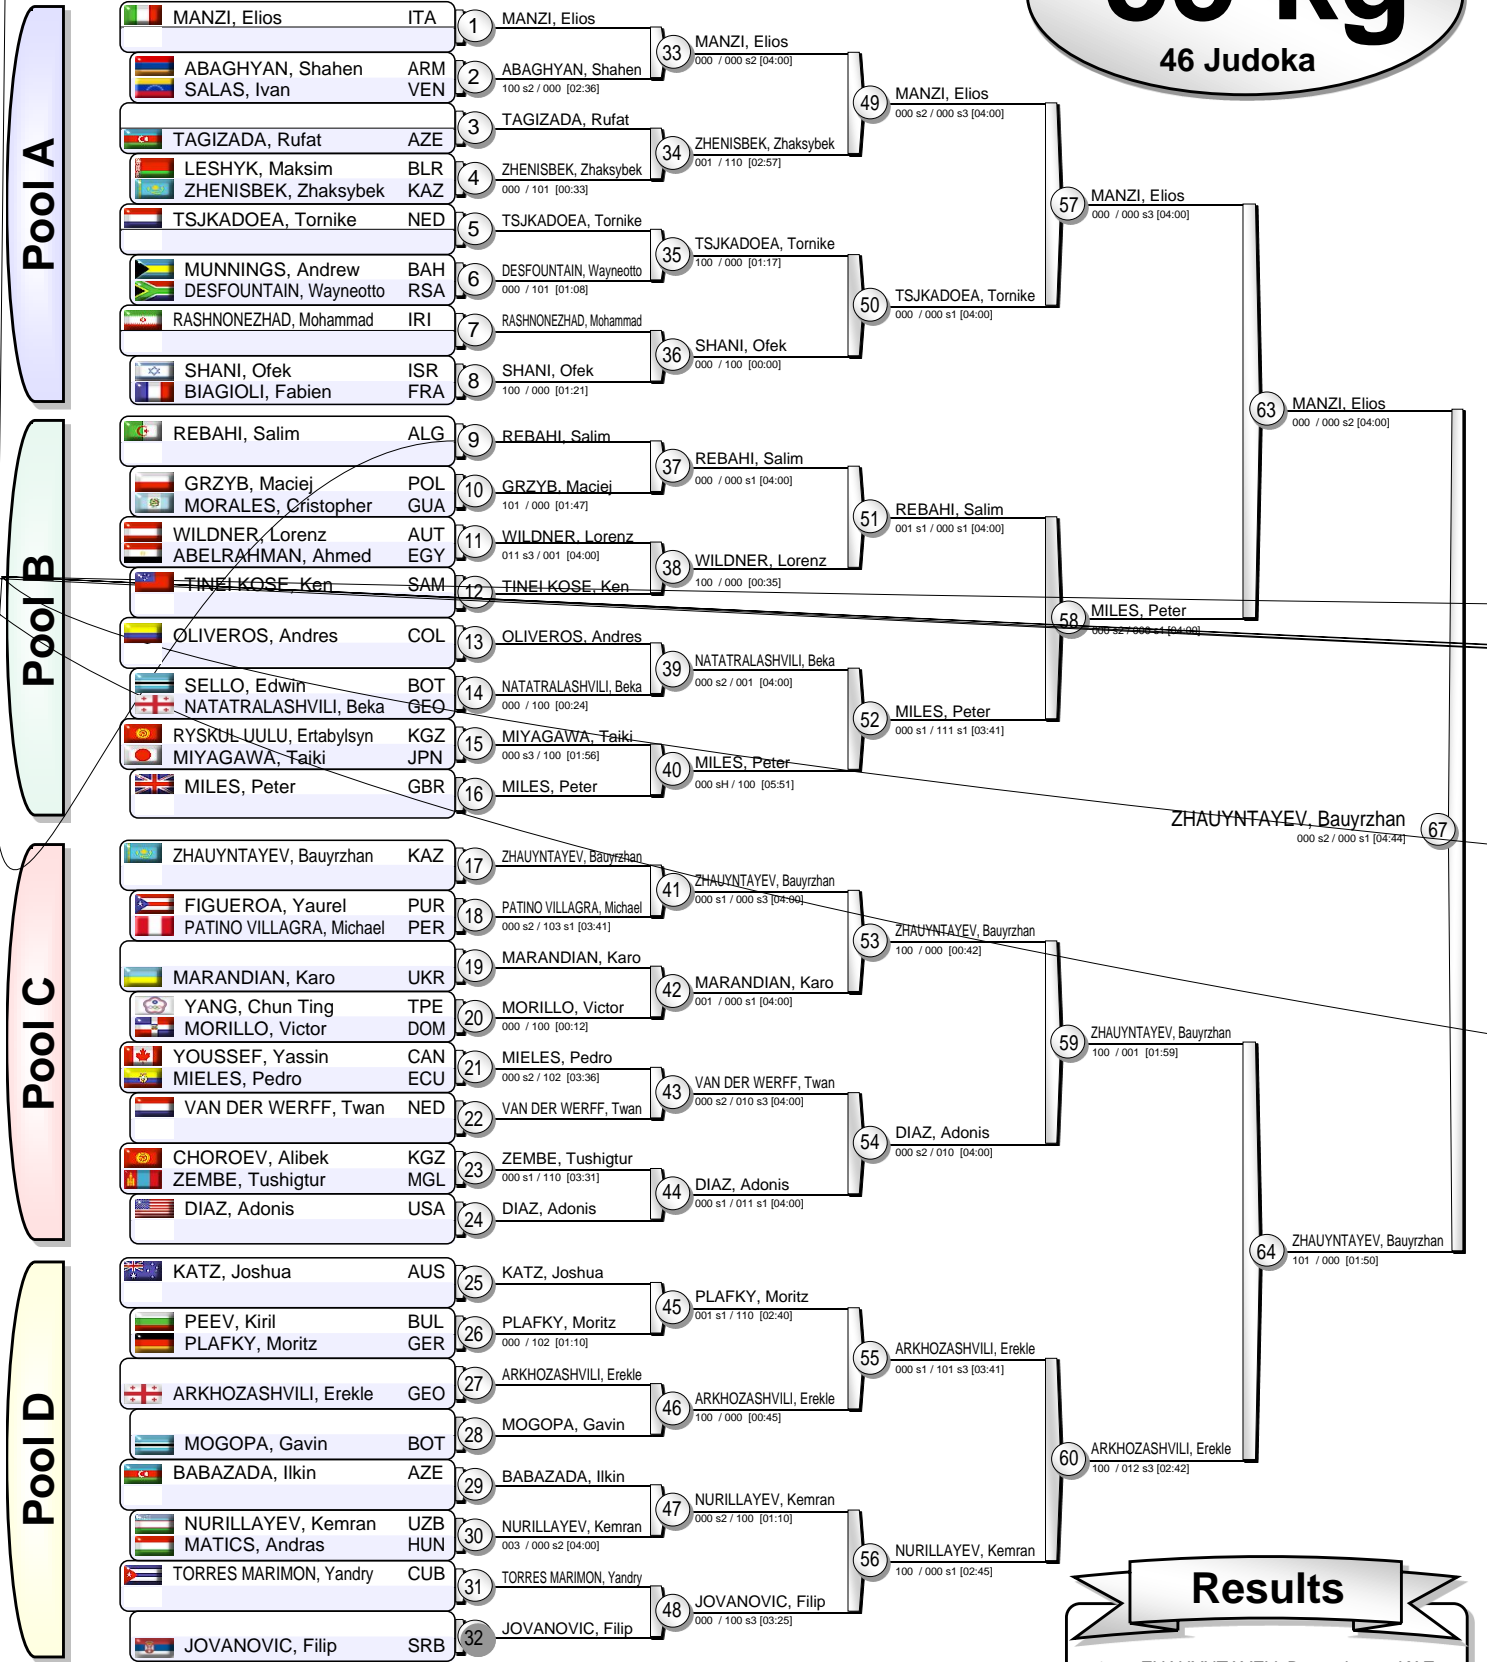 46 Judoka
Pool A
MANZI, Elios ITA
ABAGHYAN, Shahen ARM
SALAS, Ivan VEN
TAGIZADA, Rufat AZE
LESHYK, Maksim BLR
ZHENISBEK, Zhaksybek KAZ
TSJKADOEA, Tornike NED
MUNNINGS, Andrew BAH
DESFOUNTAIN, Wayneotto RSA
RASHNONEZHAD, Mohammad IRI
SHANI, Ofek ISR
BIAGIOLI, Fabien FRA
Pool B
REBAHI, Salim ALG
GRZYB, Maciej POL
MORALES, Cristopher GUA
WILDNER, Lorenz AUT
ABELRAHMAN, Ahmed EGY
TINEI KOSE, Ken SAM
OLIVEROS, Andres COL
SELLO, Edwin BOT
NATATRALASHVILI, Beka GEO
RYSKUL UULU, Ertabylsyn KGZ
MIYAGAWA, Taiki JPN
MILES, Peter GBR
Pool C
ZHAUYNTAYEV, Bauyrzhan KAZ
FIGUEROA, Yaurel PUR
PATINO VILLAGRA, Michael PER
MARANDIAN, Karo UKR
YANG, Chun Ting TPE
MORILLO, Victor DOM
YOUSSEF, Yassin CAN
MIELES, Pedro ECU
VAN DER WERFF, Twan NED
CHOROEV, Alibek KGZ
ZEMBE, Tushigtur MGL
DIAZ, Adonis USA
Pool D
KATZ, Joshua AUS
PEEV, Kiril BUL
PLAFKY, Moritz GER
ARKHOZASHVILI, Erekle GEO
MOGOPA, Gavin BOT
BABAZADA, Ilkin AZE
NURILLAYEV, Kemran UZB
MATICS, Andras HUN
TORRES MARIMON, Yandry CUB
JOVANOVIC, Filip SRB
1 MANZI, Elios
2 ABAGHYAN, Shahen
100 s2 / 000 [02:36]
3 TAGIZADA, Rufat
4 ZHENISBEK, Zhaksybek
000 / 101 [00:33]
5 TSJKADOEA, Tornike
6 DESFOUNTAIN, Wayneotto
000 / 101 [01:08]
7 RASHNONEZHAD, Mohammad
8 SHANI, Ofek
100 / 000 [01:21]
9 REBAHI, Salim
10 GRZYB, Maciej
101 / 000 [01:47]
11 WILDNER, Lorenz
011 s3 / 001 [04:00]
12 TINEI KOSE, Ken
13 OLIVEROS, Andres
14 NATATRALASHVILI, Beka
000 / 100 [00:24]
15 MIYAGAWA, Taiki
000 s3 / 100 [01:56]
16 MILES, Peter
17 ZHAUYNTAYEV, Bauyrzhan
18 PATINO VILLAGRA, Michael
000 s2 / 103 s1 [03:41]
19 MARANDIAN, Karo
20 MORILLO, Victor
000 / 100 [00:12]
21 MIELES, Pedro
000 s2 / 102 [03:36]
22 VAN DER WERFF, Twan
23 ZEMBE, Tushigtur
000 s1 / 110 [03:31]
24 DIAZ, Adonis
25 KATZ, Joshua
26 PLAFKY, Moritz
000 / 102 [01:10]
27 ARKHOZASHVILI, Erekle
28 MOGOPA, Gavin
29 BABAZADA, Ilkin
30 NURILLAYEV, Kemran
003 / 000 s2 [04:00]
31 TORRES MARIMON, Yandry
32 JOVANOVIC, Filip
33 MANZI, Elios
000 / 000 s2 [04:00]
34 ZHENISBEK, Zhaksybek
001 / 110 [02:57]
35 TSJKADOEA, Tornike
100 / 000 [01:17]
36 SHANI, Ofek
000 / 100 [00:00]
37 REBAHI, Salim
000 / 000 s1 [04:00]
38 WILDNER, Lorenz
100 / 000 [00:35]
39 NATATRALASHVILI, Beka
000 s2 / 001 [04:00]
40 MILES, Peter
000 sH / 100 [05:51]
41 ZHAUYNTAYEV, Bauyrzhan
000 s1 / 000 s3 [04:00]
42 MARANDIAN, Karo
001 / 000 s1 [04:00]
43 VAN DER WERFF, Twan
000 s2 / 010 s3 [04:00]
44 DIAZ, Adonis
000 s1 / 011 s1 [04:00]
45 PLAFKY, Moritz
001 s1 / 110 [02:40]
46 ARKHOZASHVILI, Erekle
100 / 000 [00:45]
47 NURILLAYEV, Kemran
000 s2 / 100 [01:10]
48 JOVANOVIC, Filip
000 / 100 s3 [03:25]
49 MANZI, Elios
000 s2 / 000 s3 [04:00]
50 TSJKADOEA, Tornike
000 / 000 s1 [04:00]
51 REBAHI, Salim
001 s1 / 000 s1 [04:00]
52 MILES, Peter
000 s1 / 111 s1 [03:41]
53 ZHAUYNTAYEV, Bauyrzhan
100 / 000 [00:42]
54 DIAZ, Adonis
000 s2 / 010 [04:00]
55 ARKHOZASHVILI, Erekle
000 s1 / 101 s3 [03:41]
56 NURILLAYEV, Kemran
100 / 000 s1 [02:45]
57 MANZI, Elios
000 / 000 s3 [04:00]
58 MILES, Peter
000 s2 / 000 s1 [04:00]
59 ZHAUYNTAYEV, Bauyrzhan
100 / 001 [01:59]
60 ARKHOZASHVILI, Erekle
100 / 012 s3 [02:42]
63 MANZI, Elios
000 / 000 s2 [04:00]
64 ZHAUYNTAYEV, Bauyrzhan
101 / 000 [01:50]
ZHAUYNTAYEV, Bauyrzhan 67
000 s2 / 000 s1 [04:44]
Results